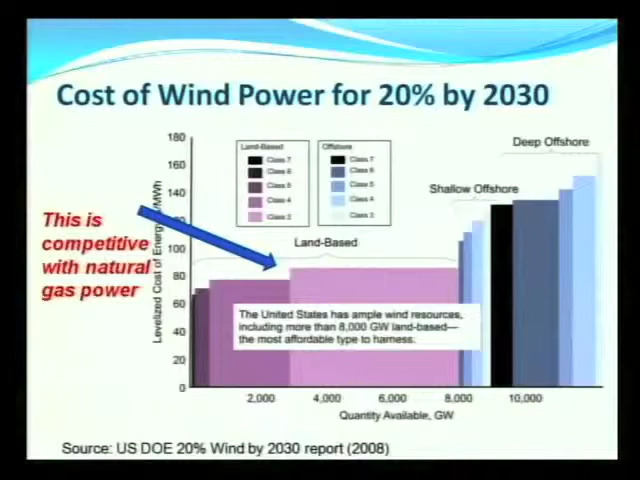 Cost of Wind Power for 20% by 2030
Deep Offshore
Shallow Offshore
Land-Based
Land-Based
Class 7
Class 6
Class 5
Class 4
Class 3
Offshore
Class 7
Class 6
Class 5
Class 4
Class 3
This is
competitive
with natural
gas power
Levelized Cost of Energy, $/MWh
180
160
140
120
100
80
60
40
20
0
The United States has ample wind resources,
including more than 8,000 GW land-based—
the most affordable type to harness.
2,000
4,000
6,000
8,000
10,000
Quantity Available, GW
Source: US DOE 20% Wind by 2030 report (2008)